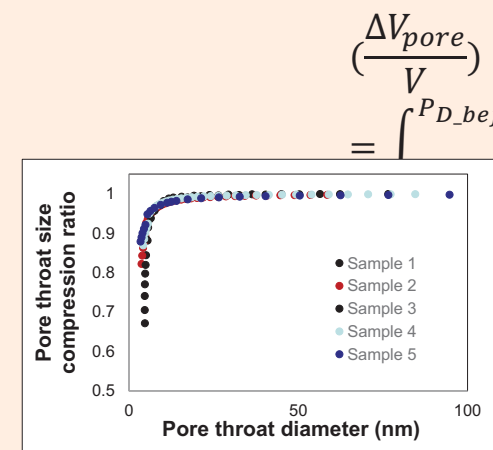 (ΔV_pore / V)
= ∫ P_D_be
Pore throat size
compression ratio
1
0.9
0.8
0.7
0.6
0.5
Sample 1
Sample 2
Sample 3
Sample 4
Sample 5
0 50 100
Pore throat diameter (nm)